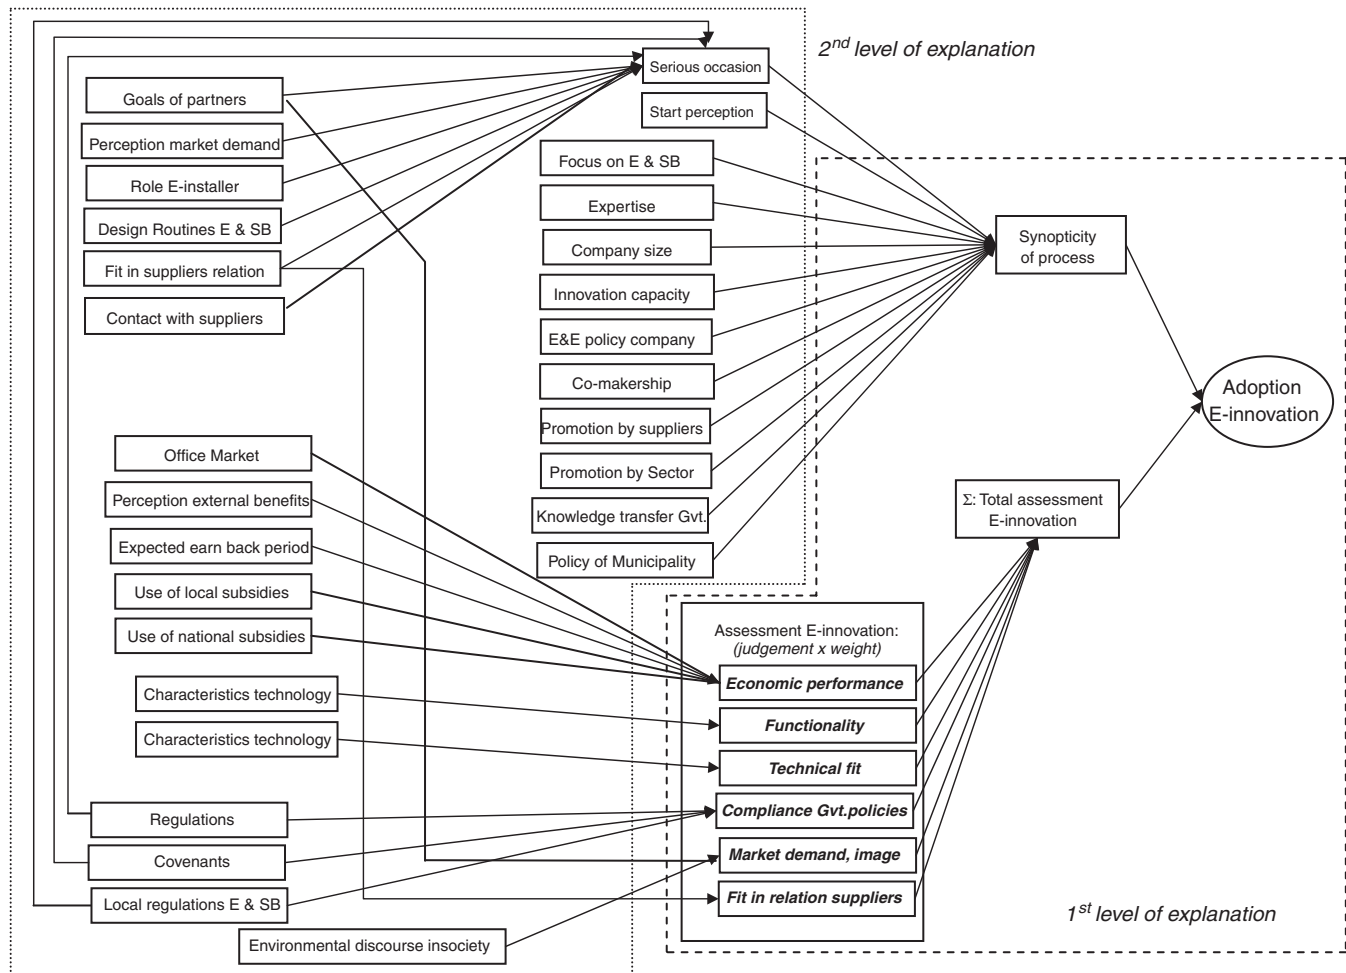 2nd level of explanation
Serious occasion
Start perception
Goals of partners
Perception market demand
Role E-installer
Design Routines E & SB
Fit in suppliers relation
Contact with suppliers
Focus on E & SB
Expertise
Company size
Innovation capacity
E&E policy company
Co-makership
Promotion by suppliers
Promotion by Sector
Knowledge transfer Gvt.
Policy of Municipality
Synopticity
of process
Adoption
E-innovation
Σ: Total assessment
E-innovation
Office Market
Perception external benefits
Expected earn back period
Use of local subsidies
Use of national subsidies
Characteristics technology
Characteristics technology
Regulations
Covenants
Local regulations E & SB
Environmental discourse insociety
Assessment E-innovation:
(judgement x weight)
Economic performance
Functionality
Technical fit
Compliance Gvt.policies
Market demand, image
Fit in relation suppliers
1st level of explanation